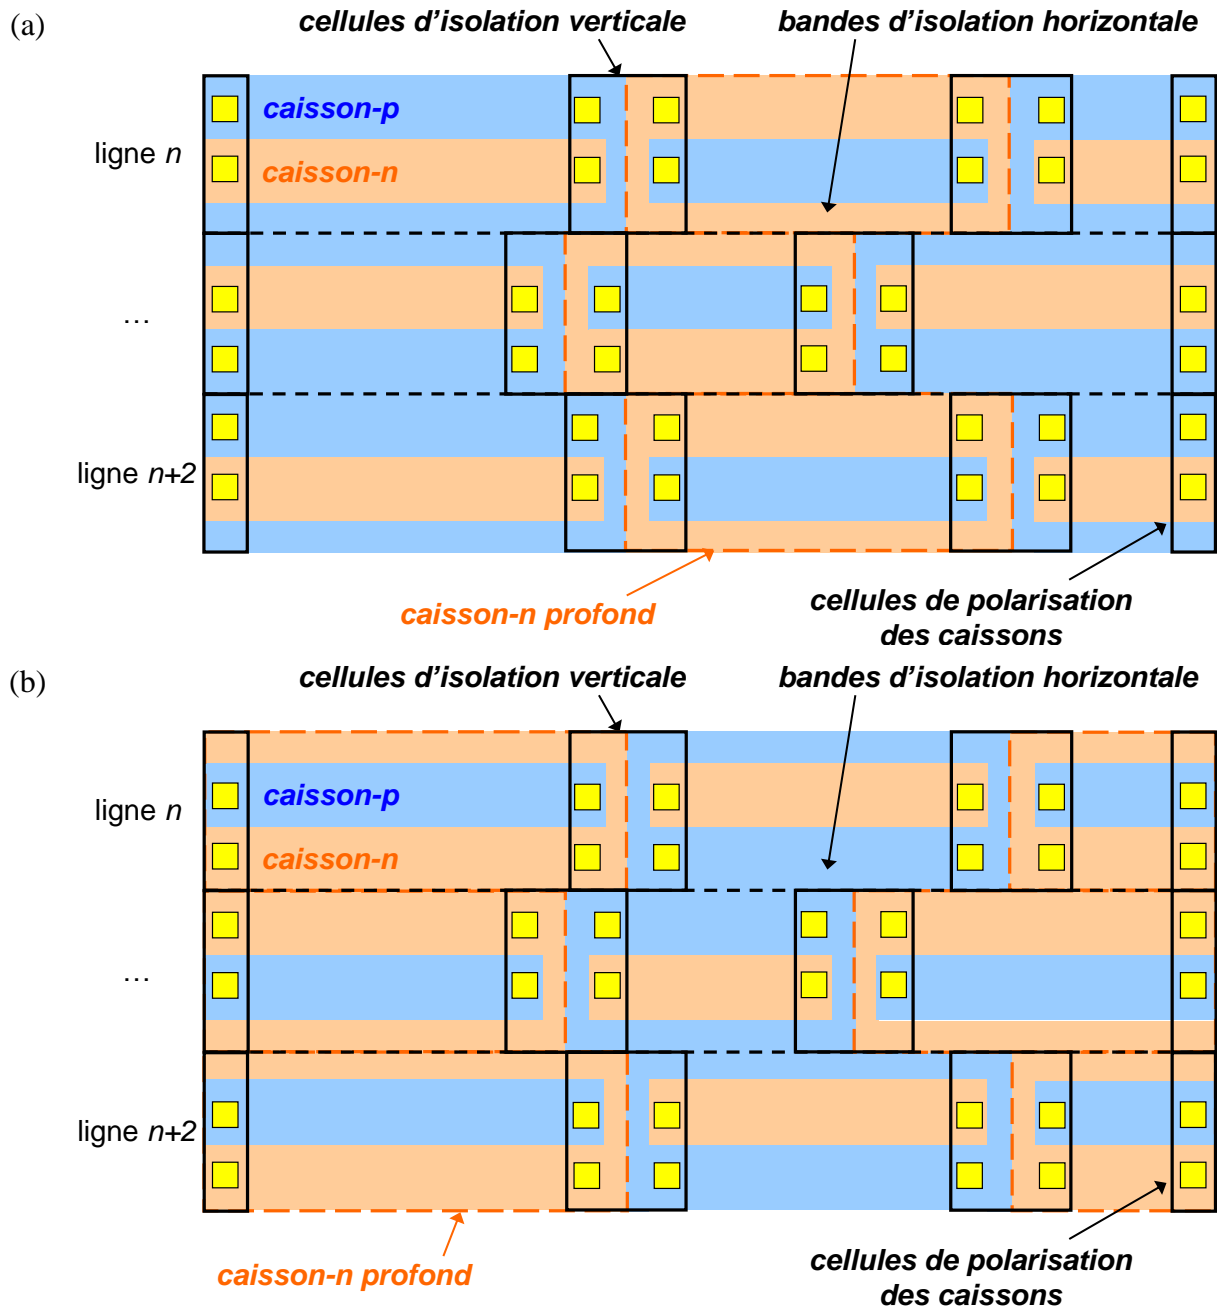 (a)
cellules d'isolation verticale
bandes d'isolation horizontale
caisson-p
ligne n
caisson-n
...
ligne n+2
caisson-n profond
cellules de polarisation
des caissons
(b)
cellules d'isolation verticale
bandes d'isolation horizontale
caisson-p
ligne n
caisson-n
...
ligne n+2
caisson-n profond
cellules de polarisation
des caissons